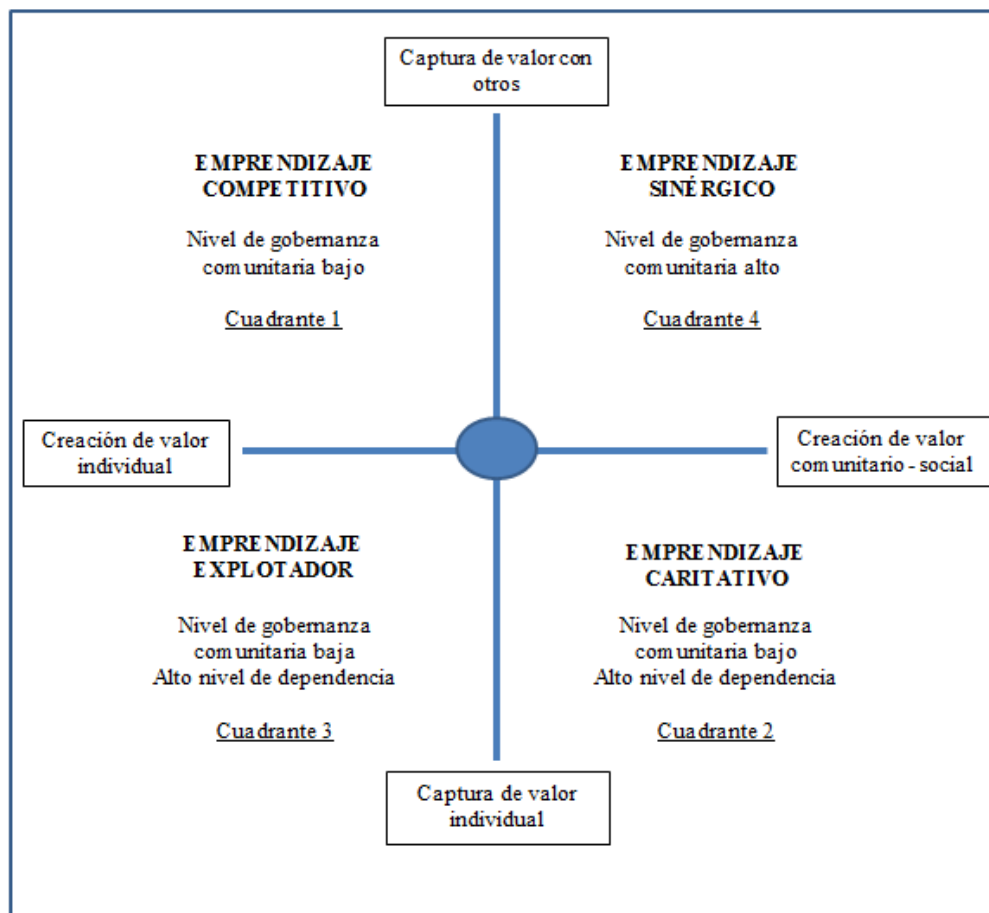 Captura de valor con
otros
EMPRENDIZAJE
COMPETITIVO
Nivel de gobernanza
comunitaria bajo
Cuadrante 1
EMPRENDIZAJE
SINÉRGICO
Nivel de gobernanza
comunitaria alto
Cuadrante 4
Creación de valor
individual
Creación de valor
comunitario - social
EMPRENDIZAJE
EXPLOTADOR
Nivel de gobernanza
comunitaria baja
Alto nivel de dependencia
Cuadrante 3
EMPRENDIZAJE
CARITATIVO
Nivel de gobernanza
comunitaria bajo
Alto nivel de dependencia
Cuadrante 2
Captura de valor
individual